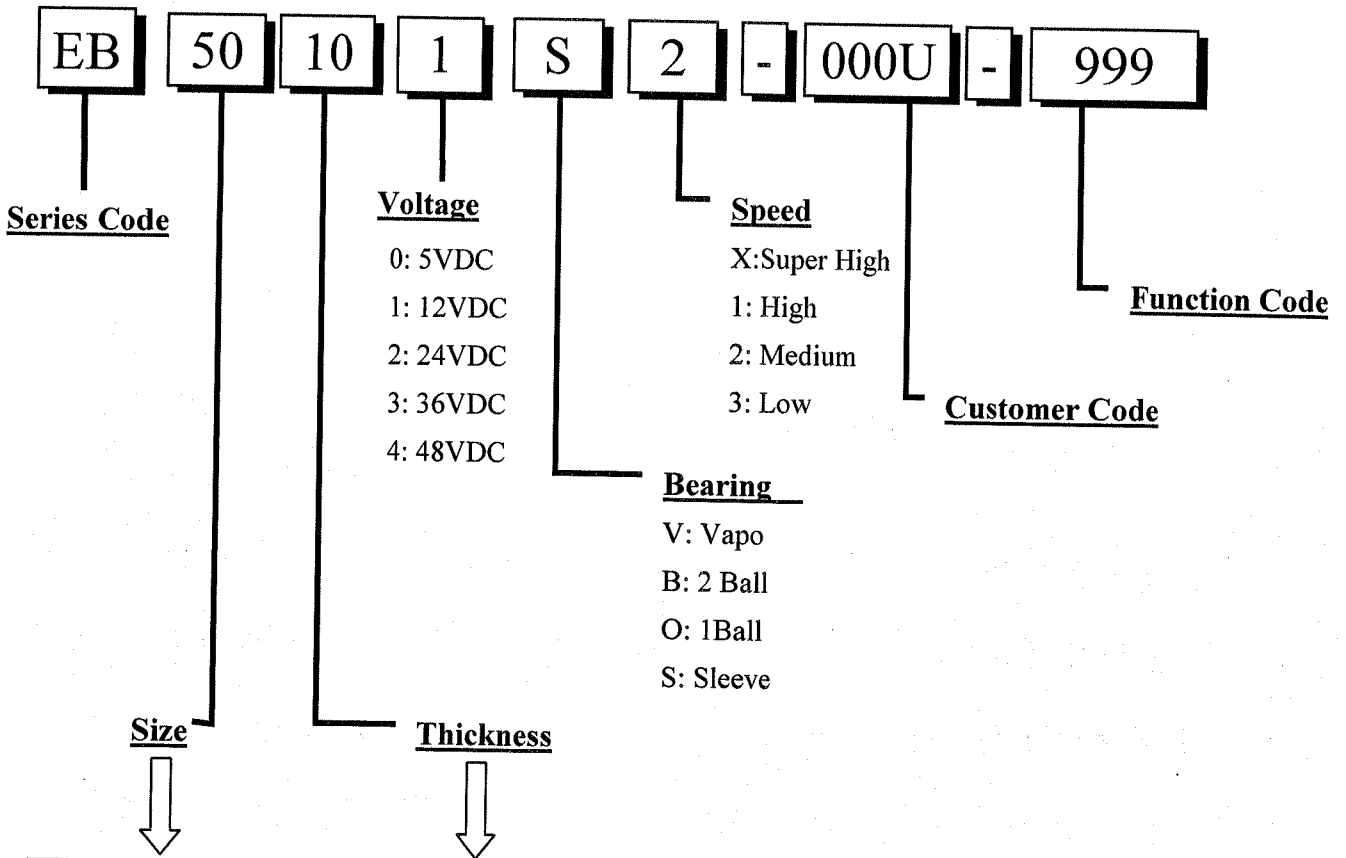 EB 50 10 1 S 2 - 000U - 999
Series Code
Voltage
0: 5VDC
1: 12VDC
2: 24VDC
3: 36VDC
4: 48VDC
Speed
X:Super High
1: High
2: Medium
3: Low
Function Code
Customer Code
Bearing
V: Vapo
B: 2 Ball
O: 1Ball
S: Sleeve
Size
Thickness